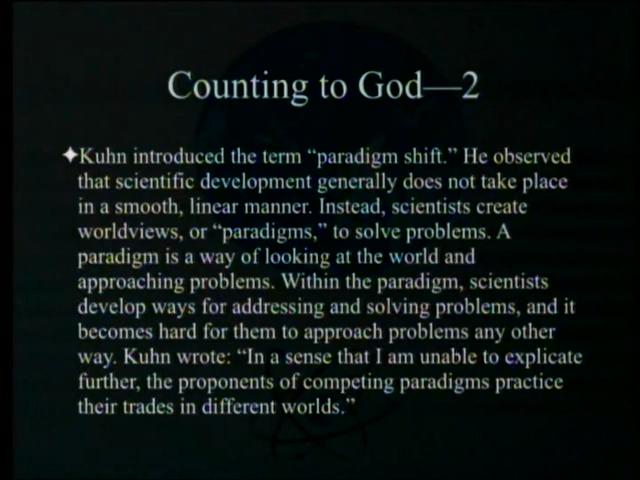 Counting to God—2
✦Kuhn introduced the term “paradigm shift.” He observed
that scientific development generally does not take place
in a smooth, linear manner. Instead, scientists create
worldviews, or “paradigms,” to solve problems. A
paradigm is a way of looking at the world and
approaching problems. Within the paradigm, scientists
develop ways for addressing and solving problems, and it
becomes hard for them to approach problems any other
way. Kuhn wrote: “In a sense that I am unable to explicate
further, the proponents of competing paradigms practice
their trades in different worlds.”